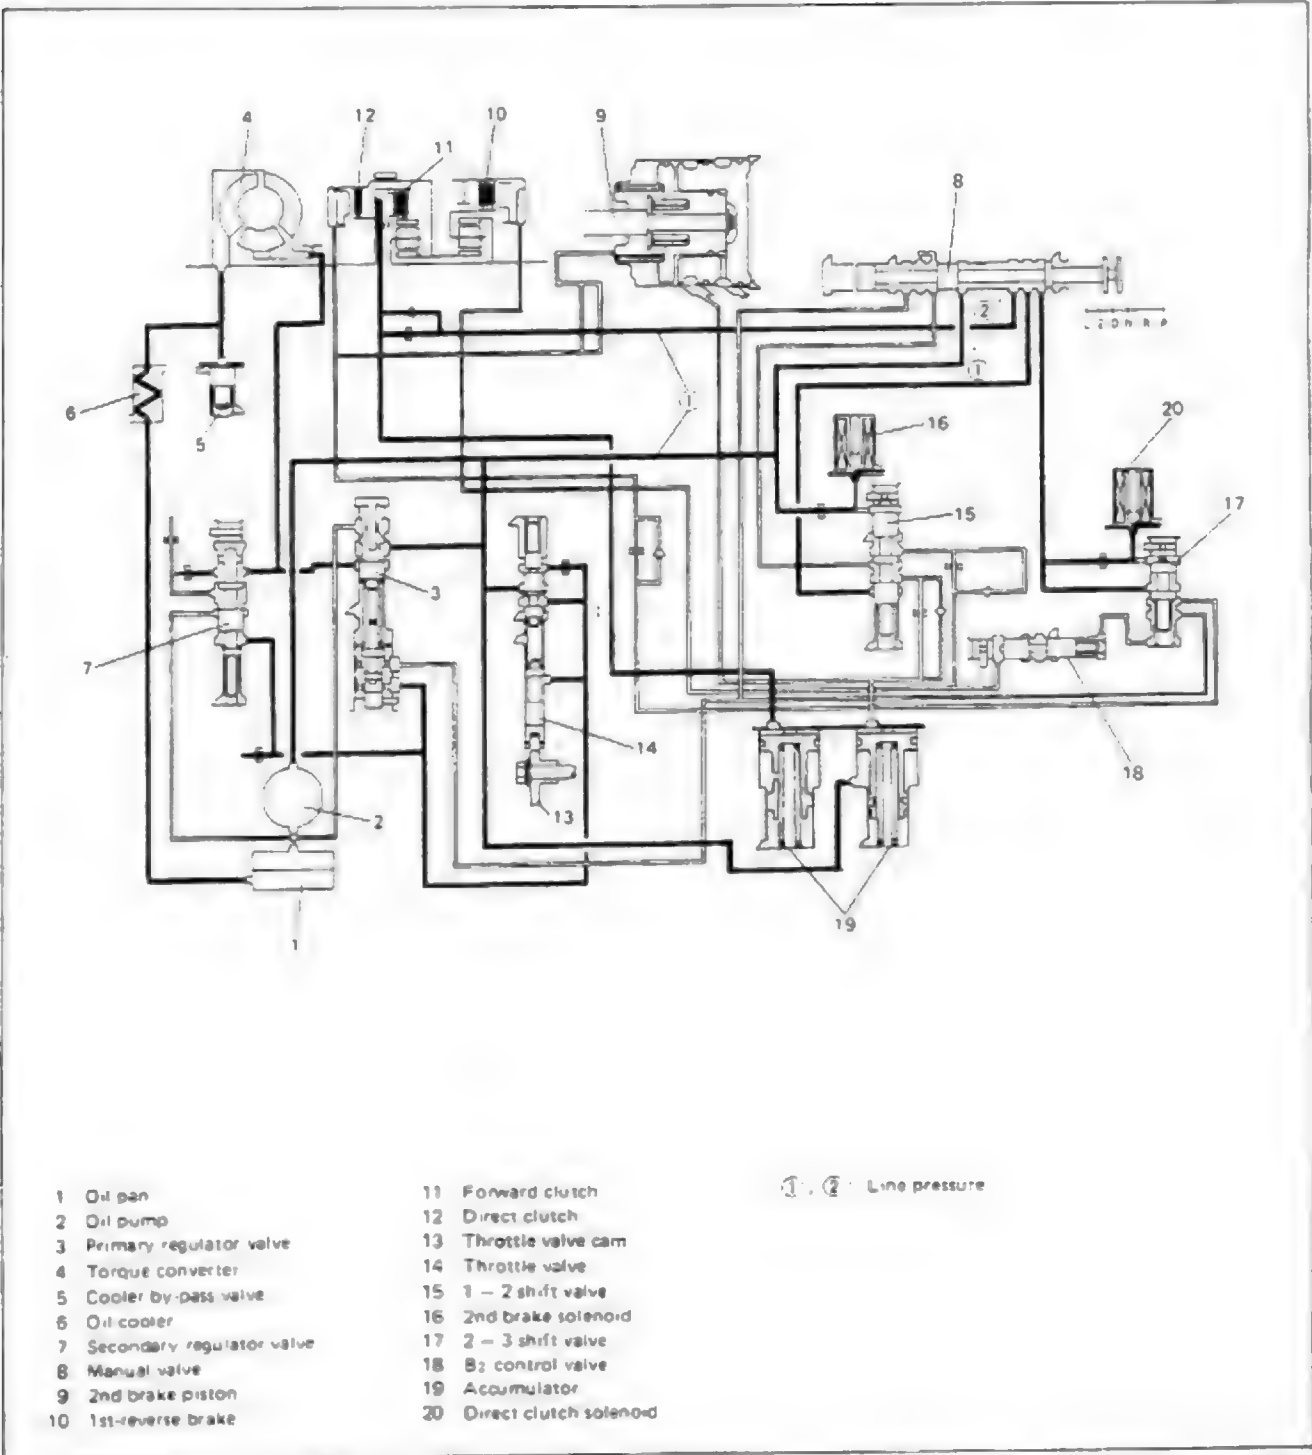 4
12
11
10
9
8
2
L 2 D N R P
1
6
5
1
16
20
15
17
3
7
14
2
13
18
19
1
1 Oil pan
2 Oil pump
3 Primary regulator valve
4 Torque converter
5 Cooler by-pass valve
6 Oil cooler
7 Secondary regulator valve
8 Manual valve
9 2nd brake piston
10 1st-reverse brake
11 Forward clutch
12 Direct clutch
13 Throttle valve cam
14 Throttle valve
15 1 – 2 shift valve
16 2nd brake solenoid
17 2 – 3 shift valve
18 B2 control valve
19 Accumulator
20 Direct clutch solenoid
①, ② : Line pressure